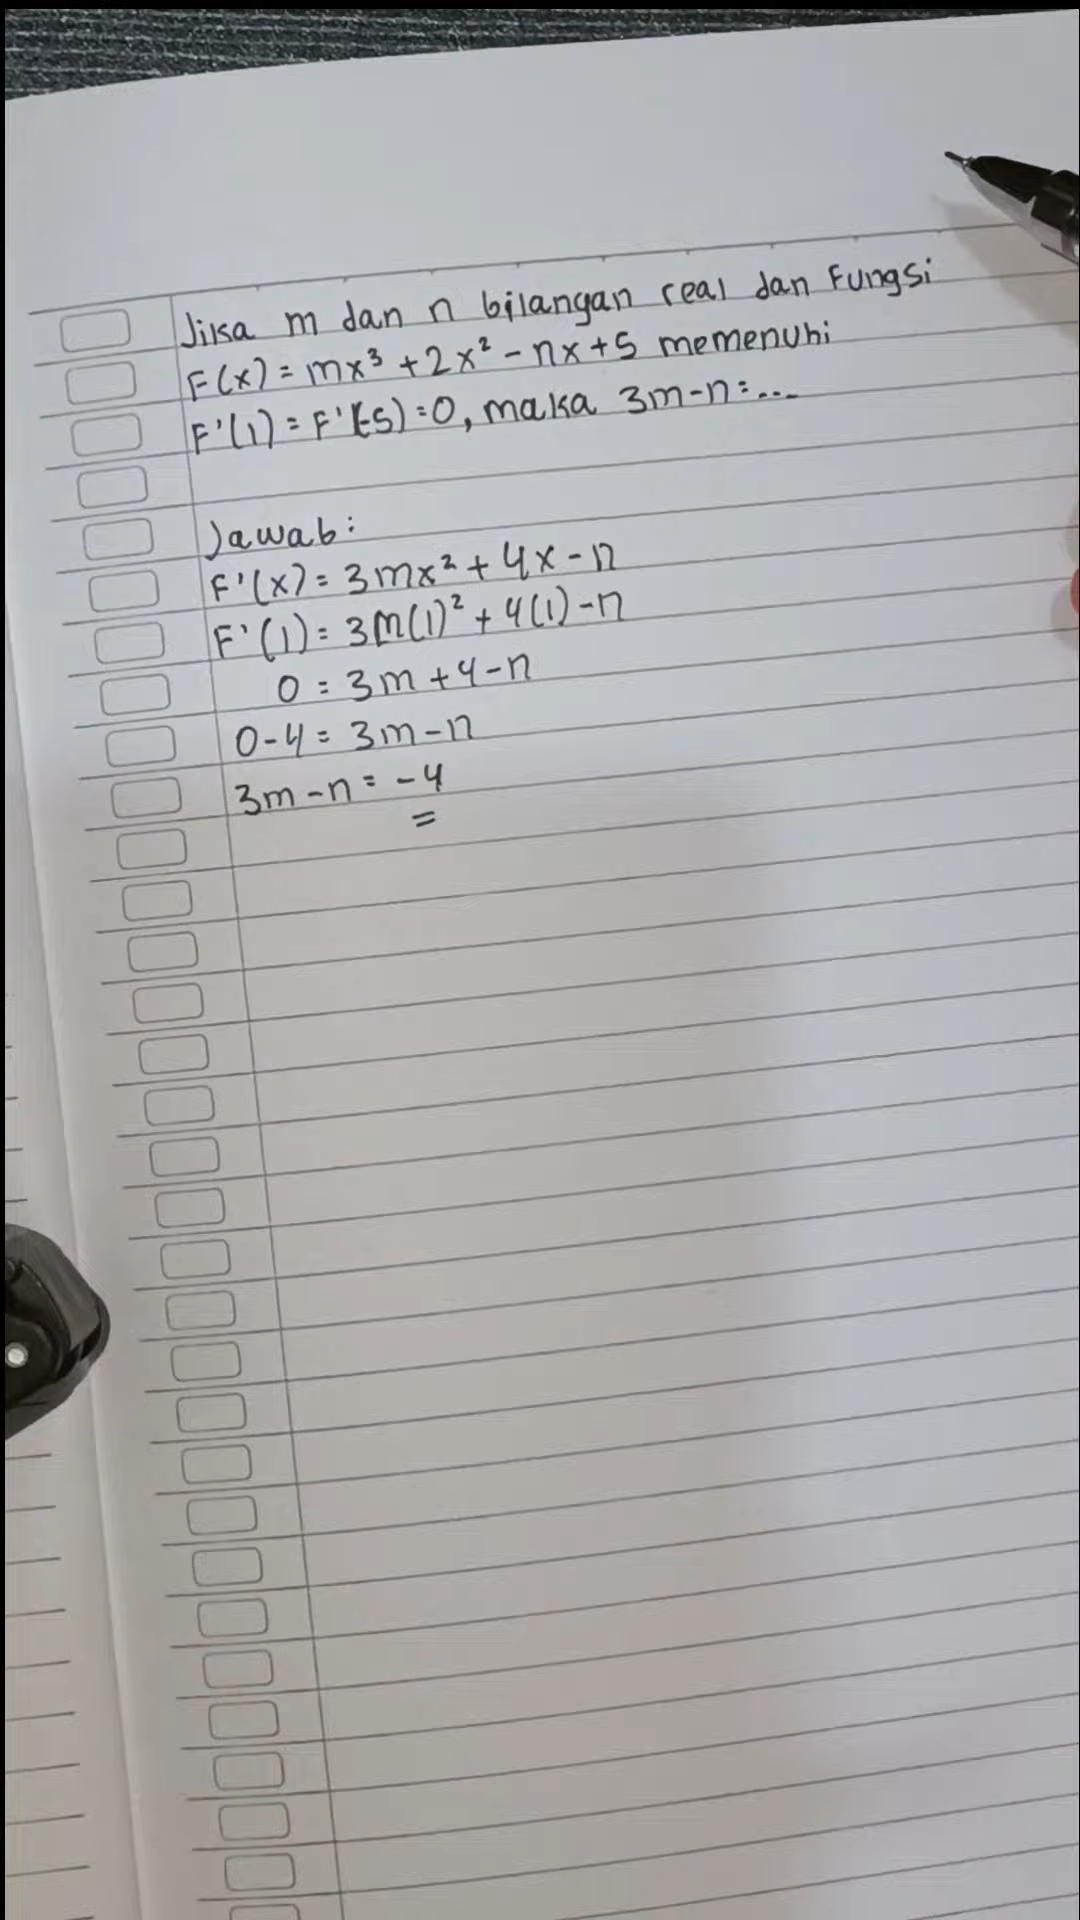 Jika m dan n bilangan real dan Fungsi
F(x) = mx³ + 2x² - nx + 5 memenuhi
F'(1) = F'(-5) = 0, maka 3m-n = ...
Jawab:
F'(x) = 3mx² + 4x - n
F'(1) = 3m(1)² + 4(1) - n
0 = 3m + 4 - n
0 - 4 = 3m - n
3m - n = -4
=